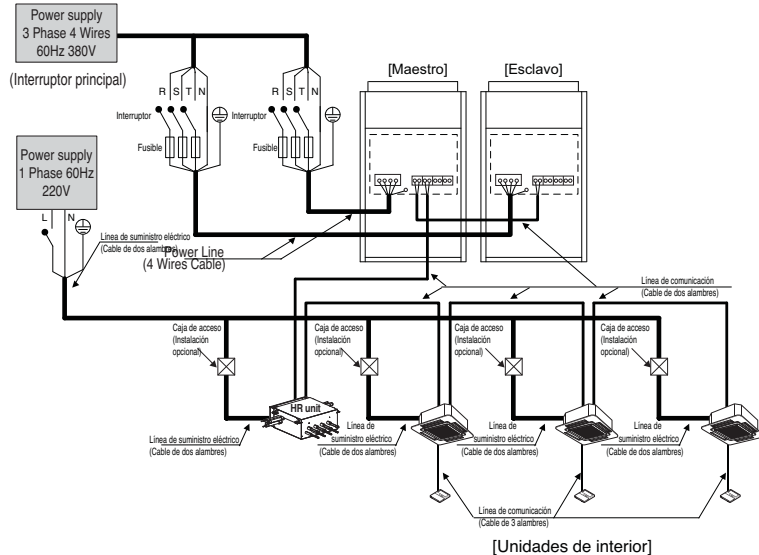 Power supply
3 Phase 4 Wires
60Hz 380V
(Interruptor principal)
[Maestro]
[Esclavo]
R S T N
R S T N
Interruptor
Interruptor
Fusible
Fusible
Power supply
1 Phase 60Hz
220V
L N
Línea de suministro eléctrico
(Cable de dos alambres)
Power Line
(4 Wires Cable)
Línea de comunicación
(Cable de dos alambres)
Caja de acceso
(Instalación
opcional)
Caja de acceso
(Instalación
opcional)
Caja de acceso
(Instalación
opcional)
Caja de acceso
(Instalación
opcional)
HR unit
Línea de suministro eléctrico
(Cable de dos alambres)
Línea de
suministro eléctrico
(Cable de dos alambres)
Línea de
suministro eléctrico
(Cable de dos alambres)
Línea de
suministro eléctrico
(Cable de dos alambres)
Línea de comunicación
(Cable de 3 alambres)
[Unidades de interior]